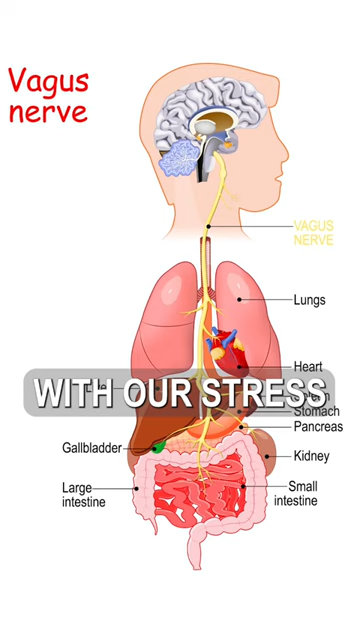 Vagus
nerve
VAGUS
NERVE
Lungs
Heart
WITH OUR STRESS
Stomach
Pancreas
Gallbladder
Kidney
Large
intestine
Small
intestine